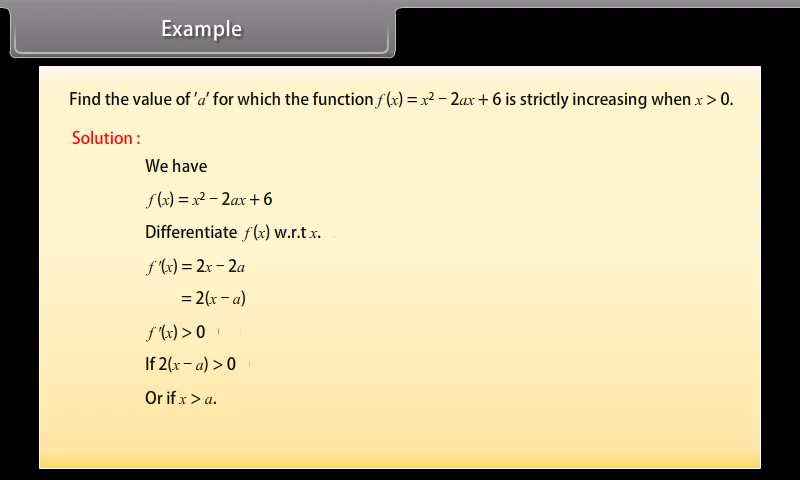 Example
Find the value of 'a' for which the function f (x) = x² − 2ax + 6 is strictly increasing when x > 0.
Solution :
We have
f (x) = x² − 2ax + 6
Differentiate f (x) w.r.t x.
f '(x) = 2x − 2a
= 2(x − a)
f '(x) > 0
If 2(x − a) > 0
Or if x > a.